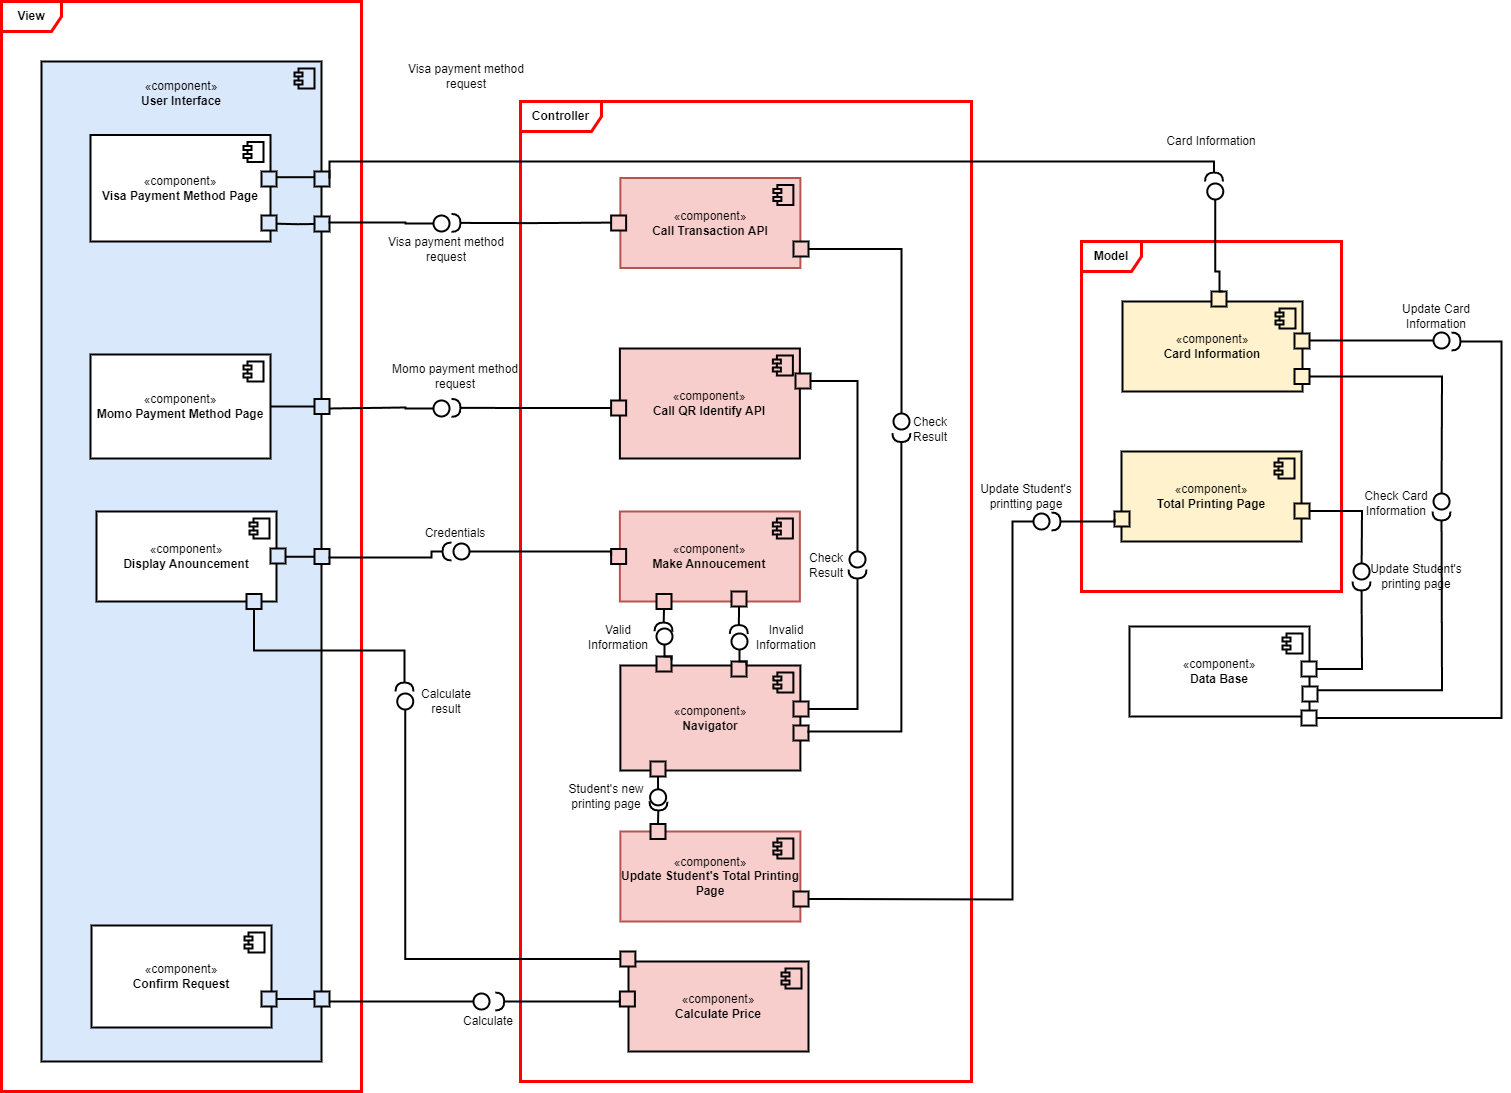 View
«component»
User Interface
«component»
Visa Payment Method Page
«component»
Momo Payment Method Page
«component»
Display Anouncement
«component»
Confirm Request
Visa payment method
request
Visa payment method
request
Momo payment method
request
Credentials
Calculate
result
Calculate
Controller
«component»
Call Transaction API
«component»
Call QR Identify API
«component»
Make Annoucement
Valid
Information
Invalid
Information
«component»
Navigator
Student's new
printing page
«component»
Update Student's Total Printing
Page
«component»
Calculate Price
Check
Result
Check
Result
Card Information
Update Student's
printting page
Model
«component»
Card Information
«component»
Total Printing Page
Update Card
Information
Check Card
Information
Update Student's
printing page
«component»
Data Base